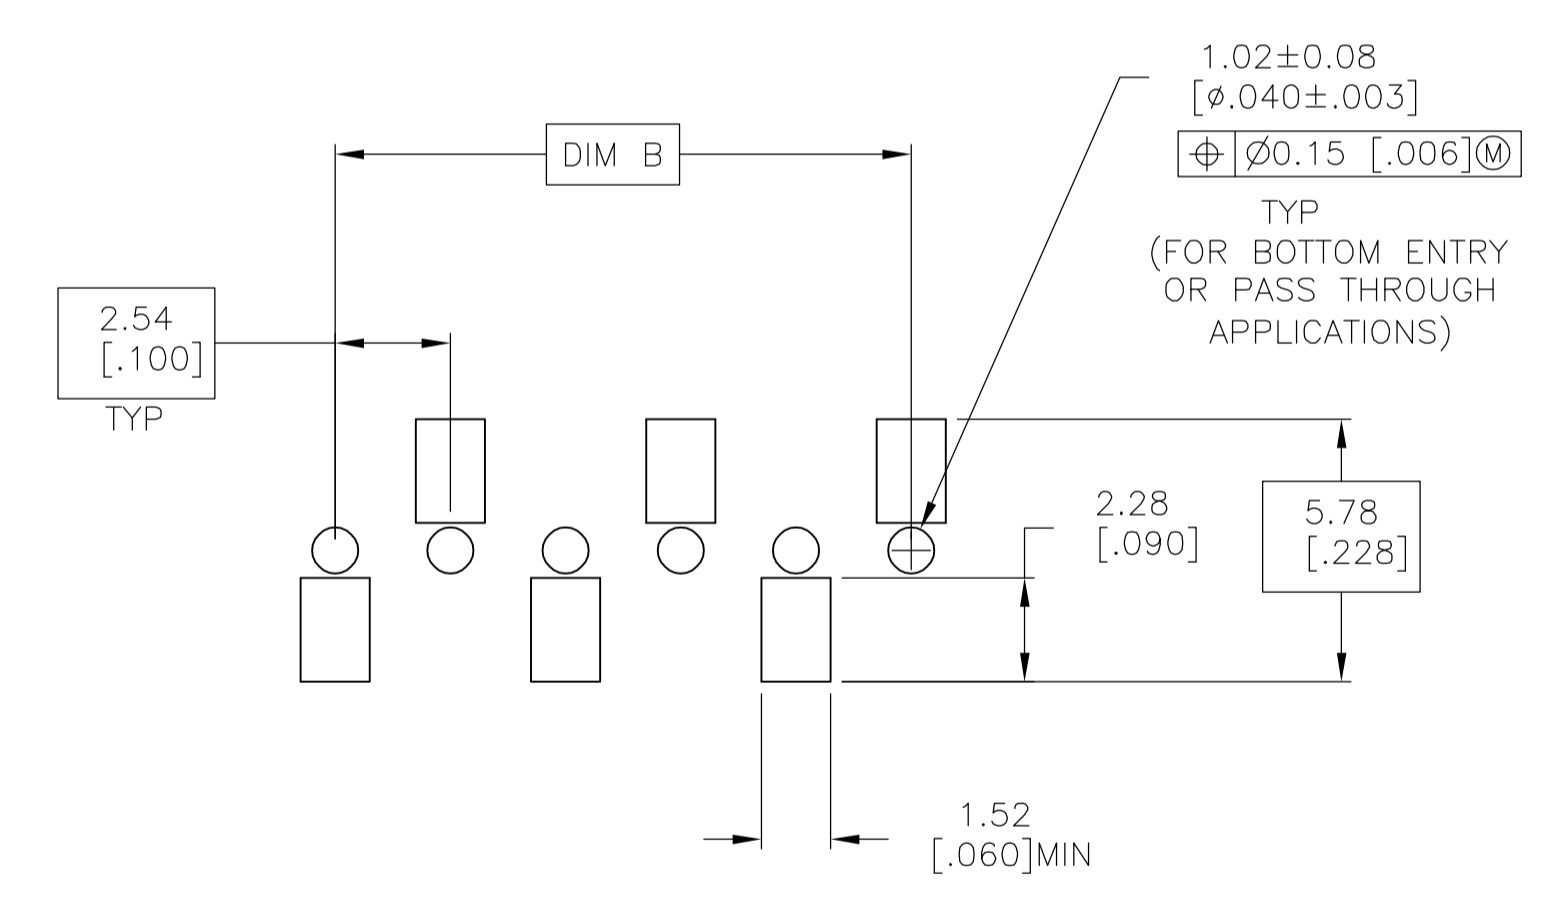 1.02±0.08
[ø.040±.003]
⌖ Ø0.15 [.006]Ⓜ
TYP
(FOR BOTTOM ENTRY
OR PASS THROUGH
APPLICATIONS)
DIM B
2.54
[.100]
TYP
2.28
[.090]
5.78
[.228]
1.52
[.060]MIN